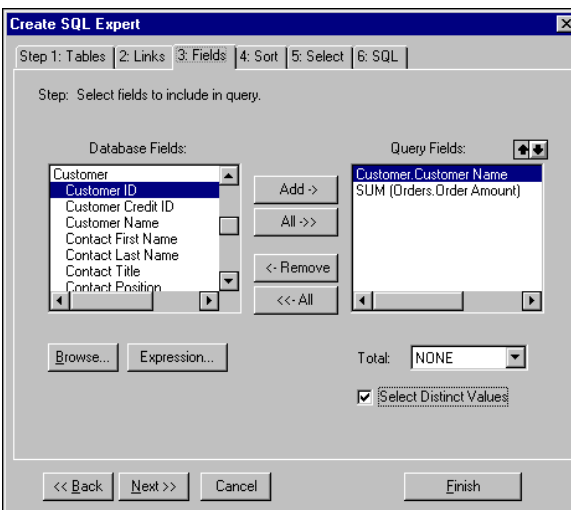 Create SQL Expert
Step 1: Tables 2: Links 3: Fields 4: Sort 5: Select 6: SQL
Step: Select fields to include in query.
Database Fields:
Customer
Customer ID
Customer Credit ID
Customer Name
Contact First Name
Contact Last Name
Contact Title
Contact Position
Add ->
All ->>
<- Remove
<<- All
Query Fields:
Customer.Customer Name
SUM (Orders.Order Amount)
Browse... Expression...
Total: NONE
Select Distinct Values
<< Back Next >> Cancel Finish